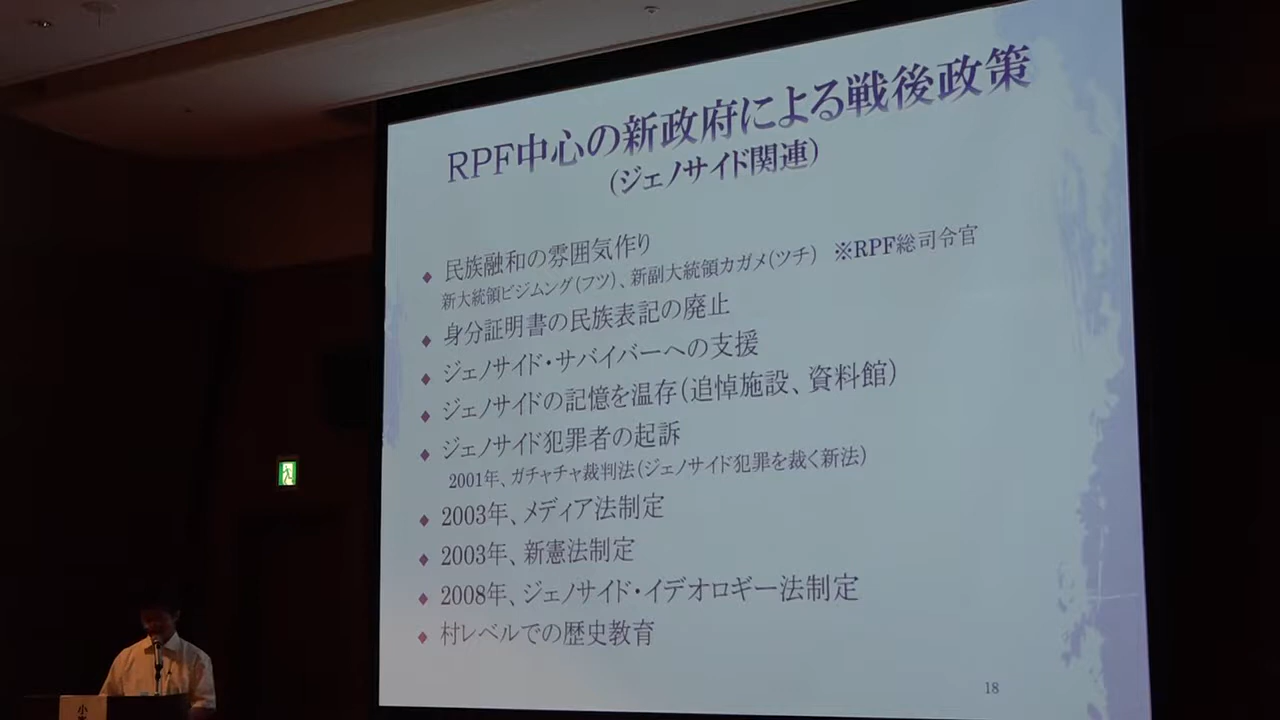 RPF中心の新政府による戦後政策
(ジェノサイド関連)
◆ 民族融和の雰囲気作り
新大統領ビジムング(フツ)、新副大統領カガメ(ツチ) ※RPF総司令官
◆ 身分証明書の民族表記の廃止
◆ ジェノサイド・サバイバーへの支援
◆ ジェノサイドの記憶を温存(追悼施設、資料館)
◆ ジェノサイド犯罪者の起訴
2001年、ガチャチャ裁判法(ジェノサイド犯罪を裁く新法)
◆ 2003年、メディア法制定
◆ 2003年、新憲法制定
◆ 2008年、ジェノサイド・イデオロギー法制定
◆ 村レベルでの歴史教育
18
小